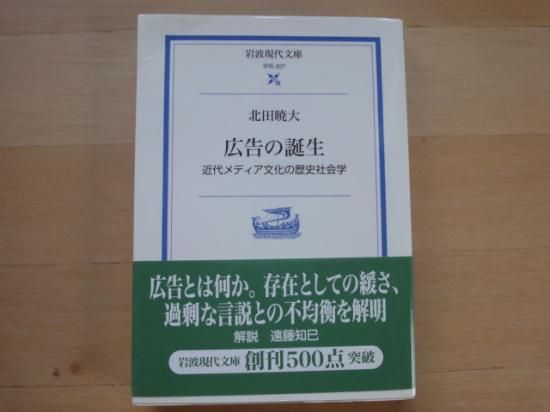 岩波現代文庫
学術 207
北田暁大
広告の誕生
近代メディア文化の歴史社会学
広告とは何か。存在としての緩さ、
過剰な言説との不均衡を解明
解説 遠藤知巳
岩波現代文庫 創刊500点 突破